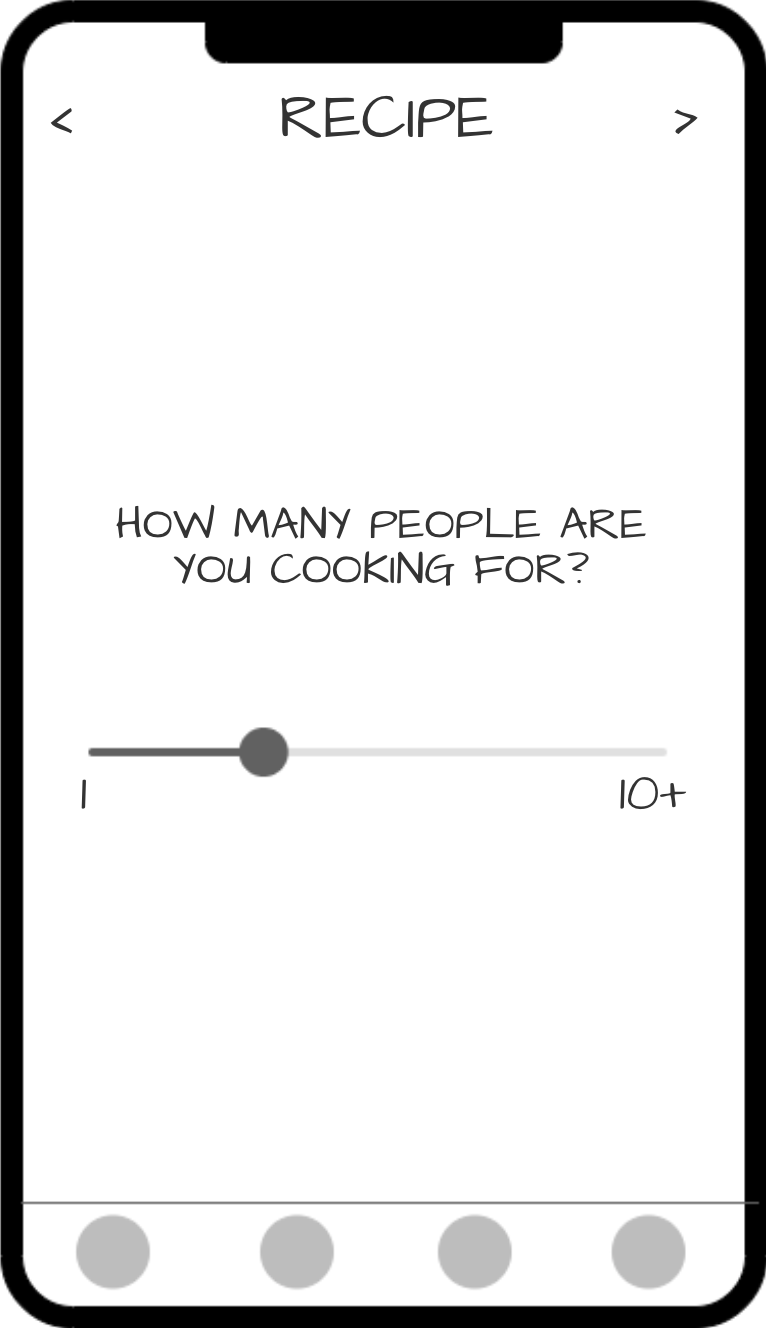 < RECIPE >
HOW MANY PEOPLE ARE
YOU COOKING FOR?
1 10+